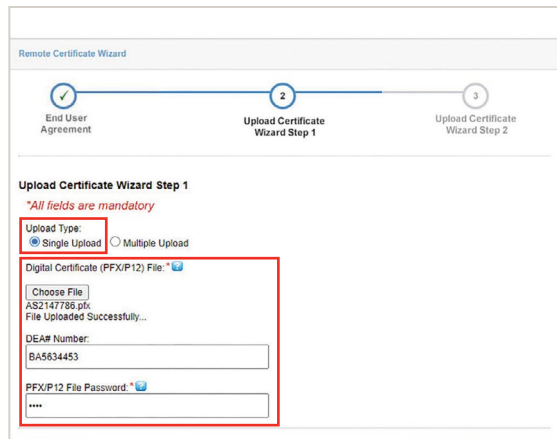 Remote Certificate Wizard
✓ 2 3
End User
Agreement
Upload Certificate
Wizard Step 1
Upload Certificate
Wizard Step 2
Upload Certificate Wizard Step 1
*All fields are mandatory
Upload Type:
Single Upload Multiple Upload
Digital Certificate (PFX/P12) File: * ?
Choose File
AS2147786.pfx
File Uploaded Successfully...
DEA# Number:
BA5634453
PFX/P12 File Password: * ?
••••